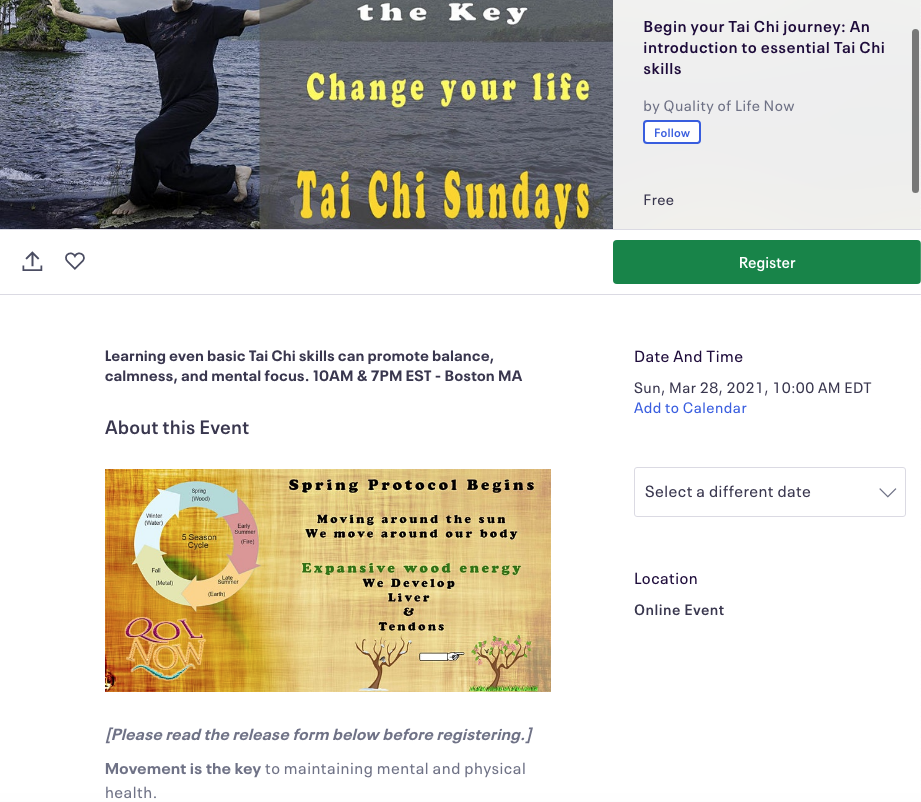 the Key
Change your life
Tai Chi Sundays
Begin your Tai Chi journey: An
introduction to essential Tai Chi
skills
by Quality of Life Now
Follow
Free
Register
Learning even basic Tai Chi skills can promote balance,
calmness, and mental focus. 10AM & 7PM EST - Boston MA
About this Event
Spring
(Wood)
Early
Summer
(Fire)
Late
Summer
(Earth)
Fall
(Metal)
Winter
(Water)
5 Season
Cycle
QOL
NOW
Spring Protocol Begins
Moving around the sun
We move around our body
Expansive wood energy
We Develop
Liver
&
Tendons
[Please read the release form below before registering.]
Movement is the key to maintaining mental and physical
health.
Date And Time
Sun, Mar 28, 2021, 10:00 AM EDT
Add to Calendar
Select a different date
Location
Online Event